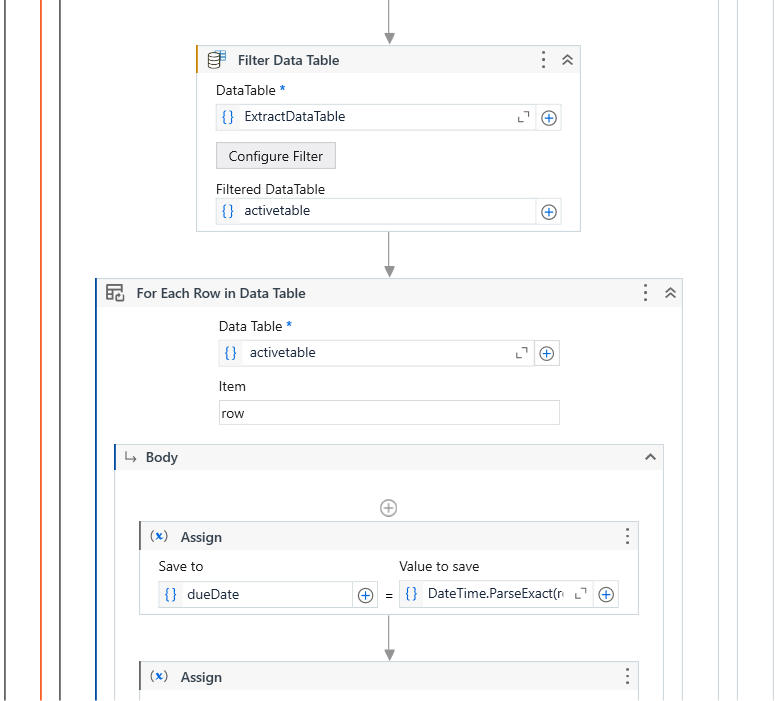 Filter Data Table
DataTable *
{} ExtractDataTable
Configure Filter
Filtered DataTable
{} activetable
For Each Row in Data Table
Data Table *
{} activetable
Item
row
Body
(x) Assign
Save to Value to save
{} dueDate = {} DateTime.ParseExact(r
(x) Assign